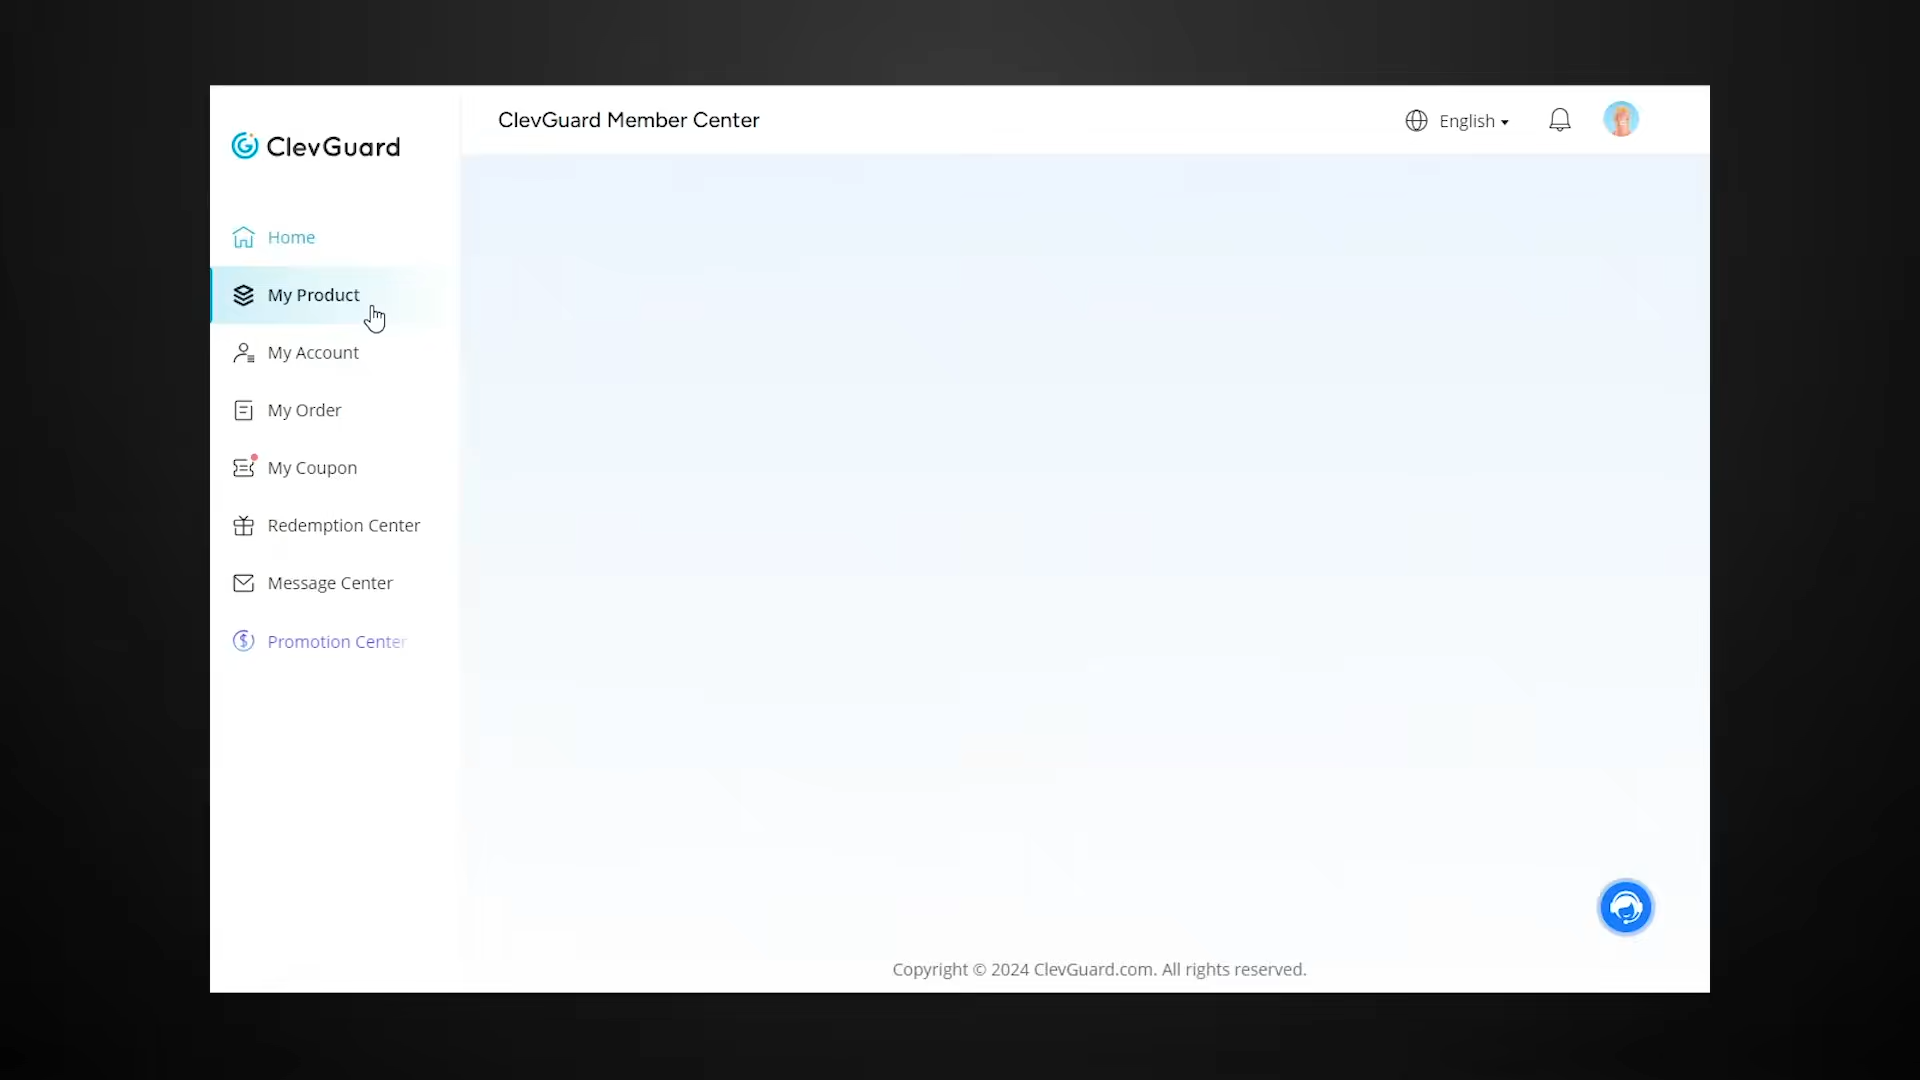 ClevGuard
ClevGuard Member Center
English
Home
My Product
My Account
My Order
My Coupon
Redemption Center
Message Center
Promotion Center
Copyright © 2024 ClevGuard.com. All rights reserved.